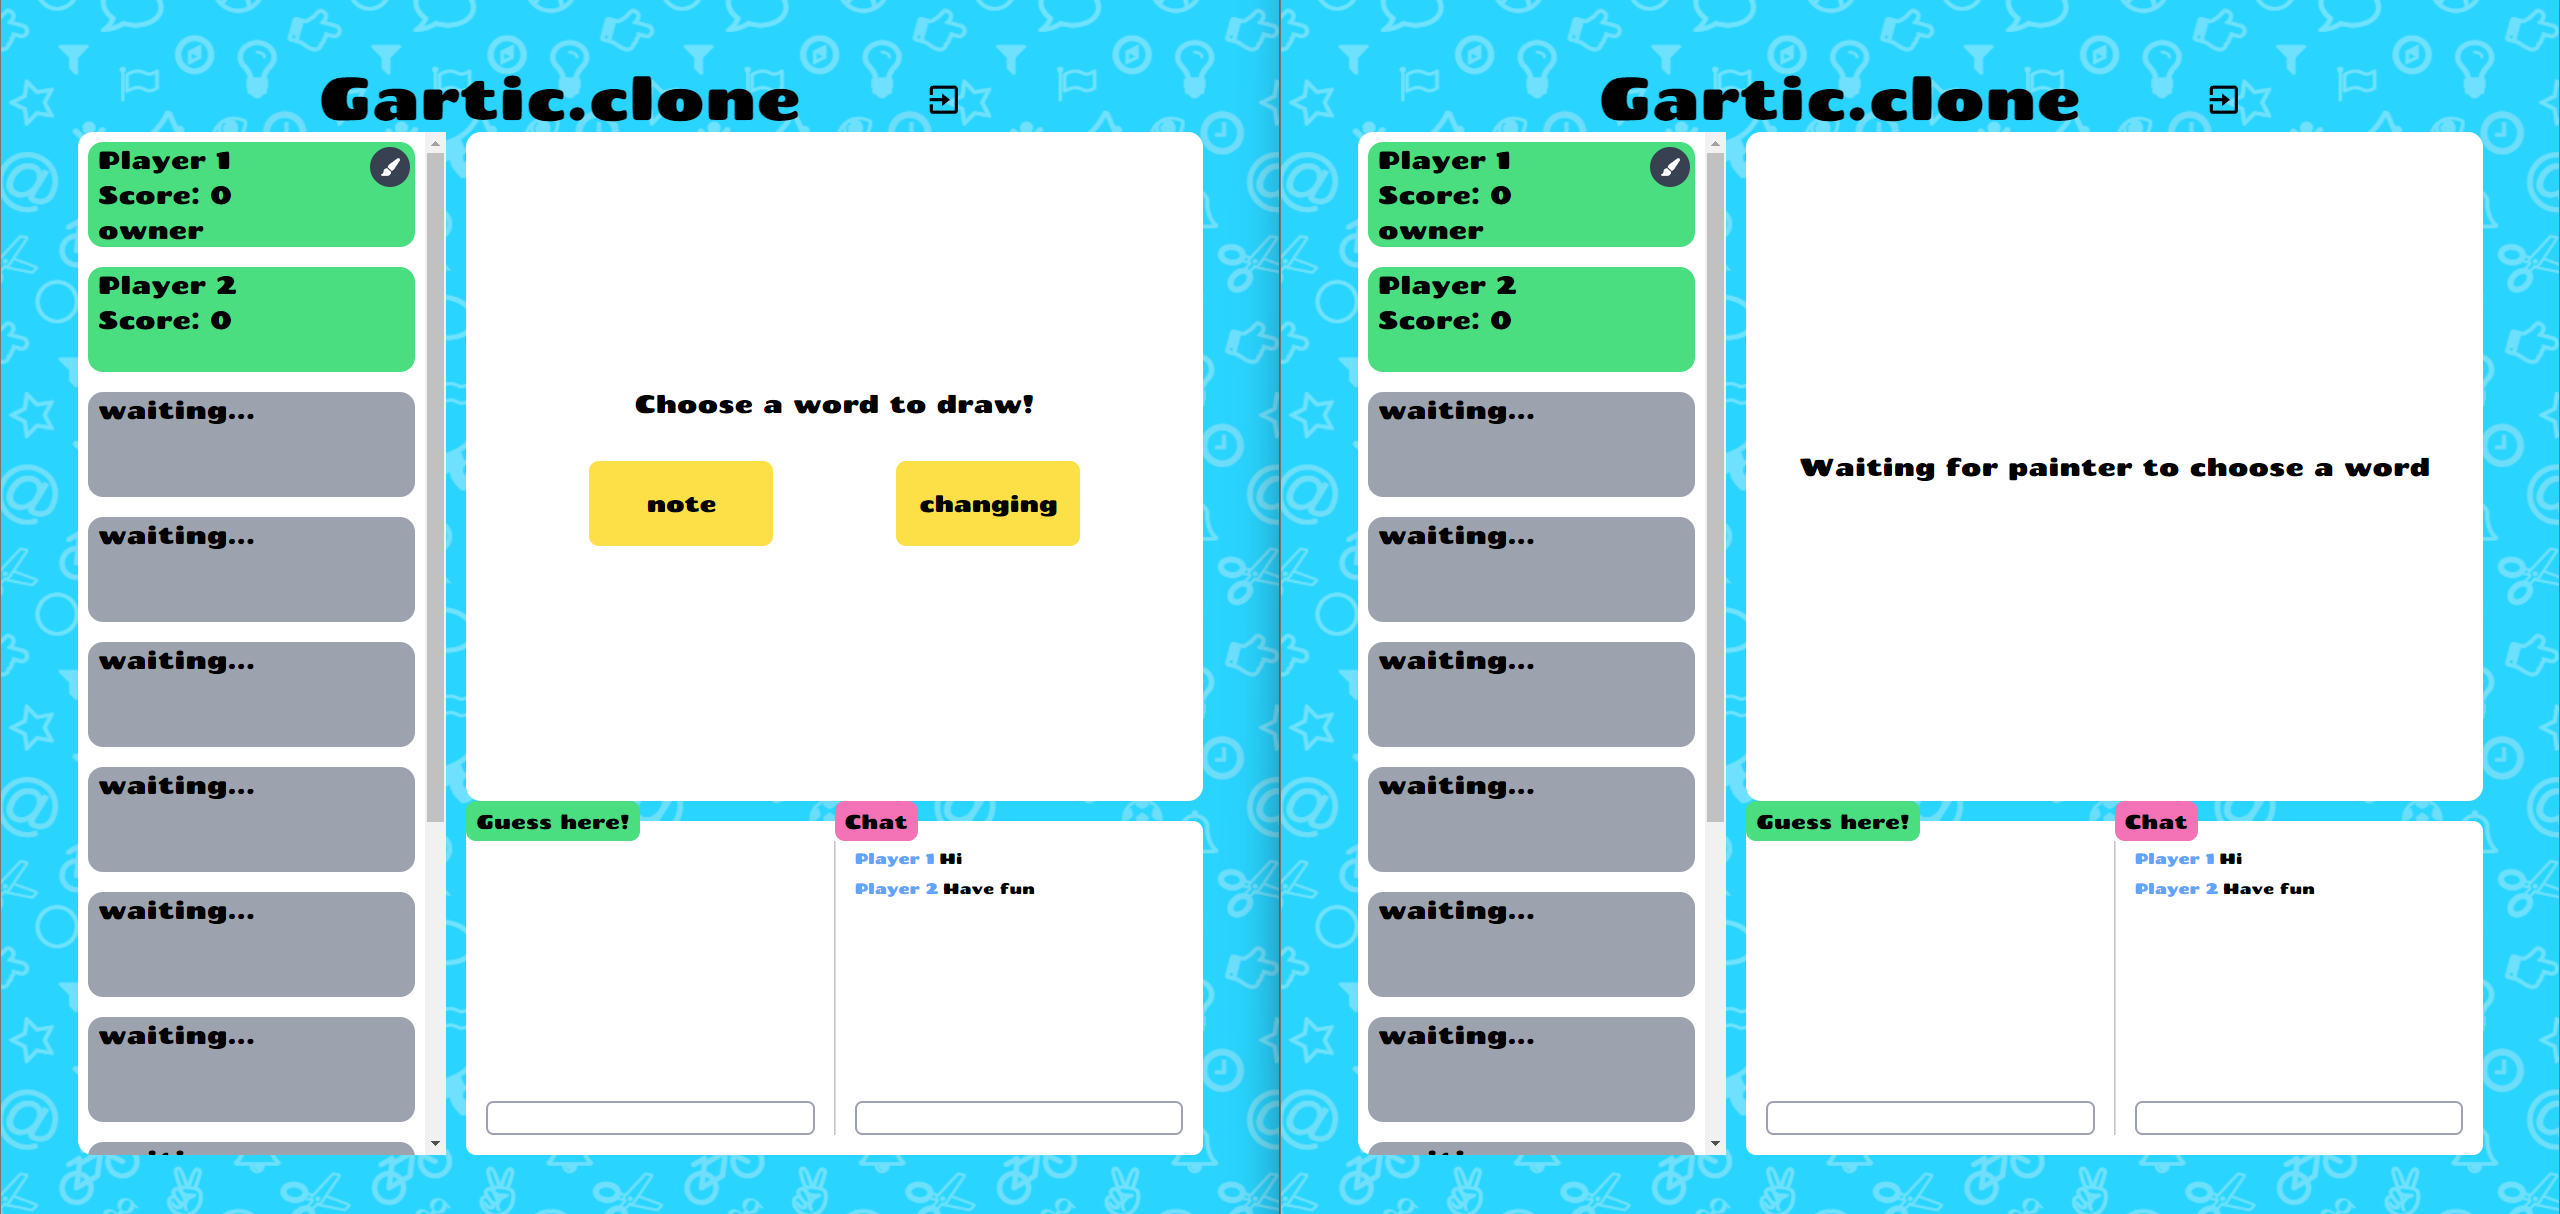 Gartic.clone
Player 1
Score: 0
owner
Player 2
Score: 0
waiting...
waiting...
waiting...
waiting...
waiting...
waiting...
Choose a word to draw!
note
changing
Guess here!
Chat
Player 1 Hi
Player 2 Have fun
Gartic.clone
Player 1
Score: 0
owner
Player 2
Score: 0
waiting...
waiting...
waiting...
waiting...
waiting...
waiting...
Waiting for painter to choose a word
Guess here!
Chat
Player 1 Hi
Player 2 Have fun